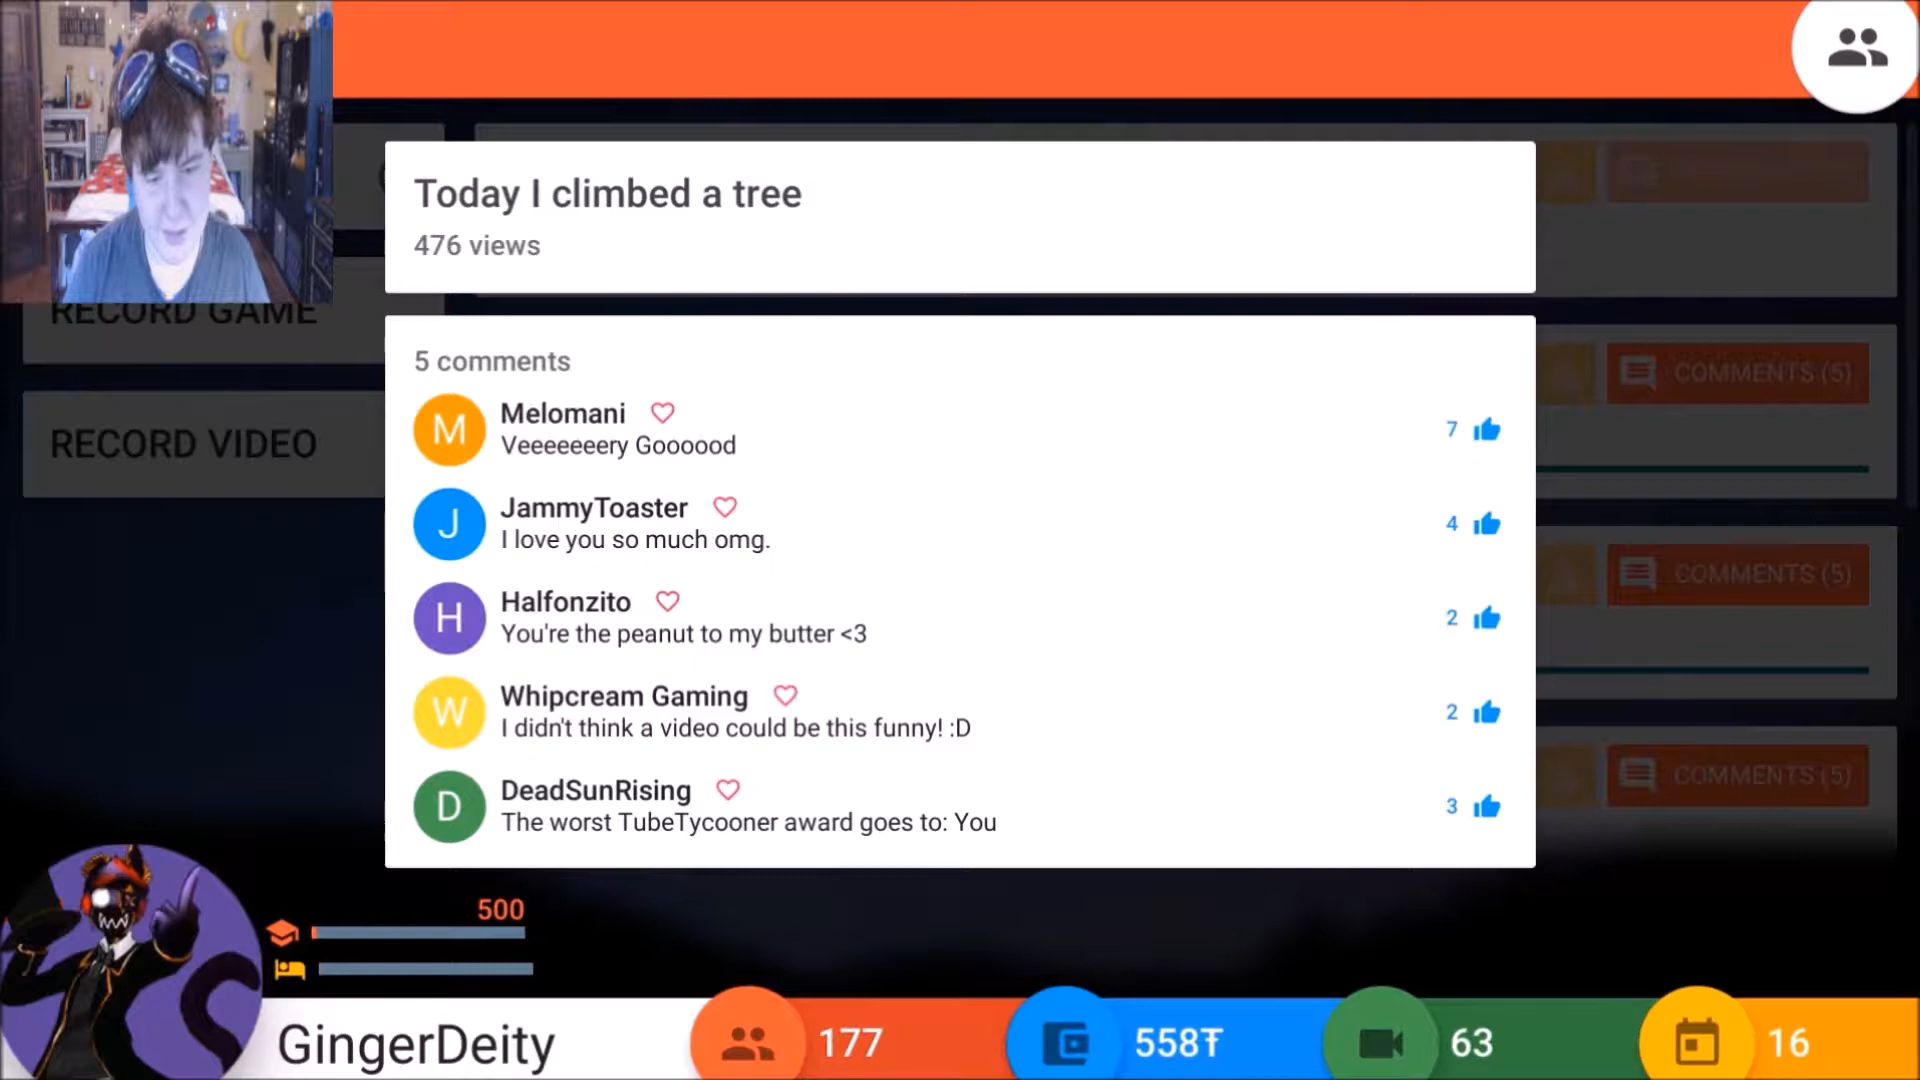 Today I climbed a tree
476 views
RECORD GAME
RECORD VIDEO
5 comments
M
Melomani
Veeeeeeery Goooood
7
J
JammyToaster
I love you so much omg.
4
H
Halfonzito
You're the peanut to my butter <3
2
W
Whipcream Gaming
I didn't think a video could be this funny! :D
2
D
DeadSunRising
The worst TubeTycooner award goes to: You
3
COMMENTS (5)
COMMENTS (5)
COMMENTS (5)
500
GingerDeity
177
558Ŧ
63
16